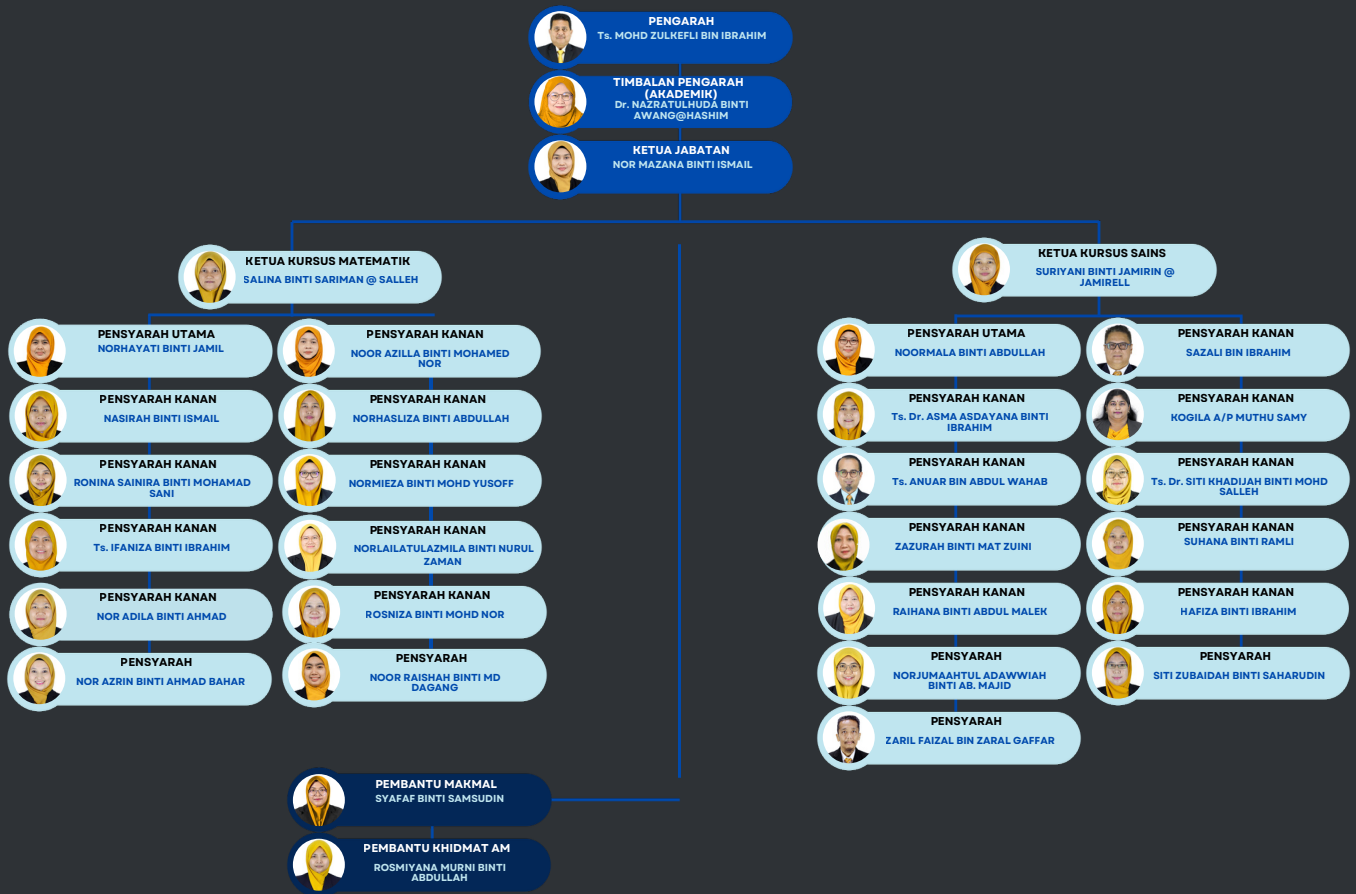 PENGARAH
Ts. MOHD ZULKEFLI BIN IBRAHIM
TIMBALAN PENGARAH
(AKADEMIK)
Dr. NAZRATULHUDA BINTI
AWANG@HASHIM
KETUA JABATAN
NOR MAZANA BINTI ISMAIL
KETUA KURSUS MATEMATIK
SALINA BINTI SARIMAN @ SALLEH
PENSYARAH UTAMA
NORHAYATI BINTI JAMIL
PENSYARAH KANAN
NASIRAH BINTI ISMAIL
PENSYARAH KANAN
RONINA SAINIRA BINTI MOHAMAD
SANI
PENSYARAH KANAN
Ts. IFANIZA BINTI IBRAHIM
PENSYARAH KANAN
NOR ADILA BINTI AHMAD
PENSYARAH
NOR AZRIN BINTI AHMAD BAHAR
PENSYARAH KANAN
NOOR AZILLA BINTI MOHAMED
NOR
PENSYARAH KANAN
NORHASLIZA BINTI ABDULLAH
PENSYARAH KANAN
NORMIEZA BINTI MOHD YUSOFF
PENSYARAH KANAN
NORLAILATULAZMILA BINTI NURUL
ZAMAN
PENSYARAH KANAN
ROSNIZA BINTI MOHD NOR
PENSYARAH
NOOR RAISHAH BINTI MD
DAGANG
KETUA KURSUS SAINS
SURIYANI BINTI JAMIRIN @
JAMIRELL
PENSYARAH UTAMA
NOORMALA BINTI ABDULLAH
PENSYARAH KANAN
Ts. Dr. ASMA ASDAYANA BINTI
IBRAHIM
PENSYARAH KANAN
Ts. ANUAR BIN ABDUL WAHAB
PENSYARAH KANAN
ZAZURAH BINTI MAT ZUINI
PENSYARAH KANAN
RAIHANA BINTI ABDUL MALEK
PENSYARAH
NORJUMAAHTUL ADAWWIAH
BINTI AB. MAJID
PENSYARAH
ZARIL FAIZAL BIN ZARAL GAFFAR
PENSYARAH KANAN
SAZALI BIN IBRAHIM
PENSYARAH KANAN
KOGILA A/P MUTHU SAMY
PENSYARAH KANAN
Ts. Dr. SITI KHADIJAH BINTI MOHD
SALLEH
PENSYARAH KANAN
SUHANA BINTI RAMLI
PENSYARAH KANAN
HAFIZA BINTI IBRAHIM
PENSYARAH
SITI ZUBAIDAH BINTI SAHARUDIN
PEMBANTU MAKMAL
SYAFAF BINTI SAMSUDIN
PEMBANTU KHIDMAT AM
ROSMIYANA MURNI BINTI
ABDULLAH